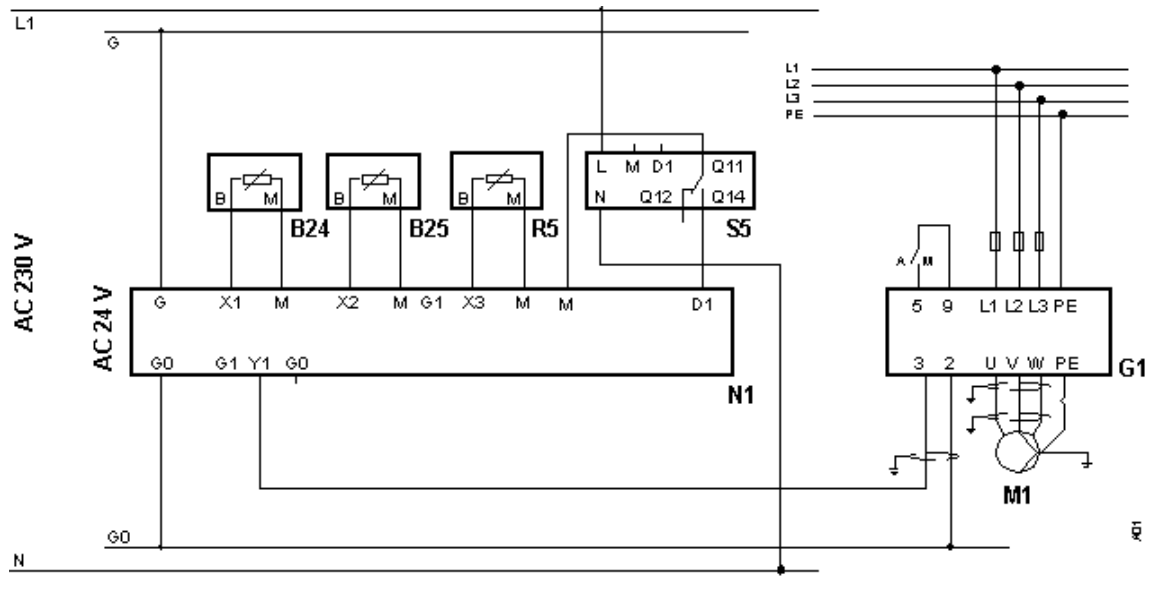 L1
G
L1
L2
L3
PE
L M D1 Q11
N Q12 Q14
B M
B24
B M
B25
B M
R5
S5
A M
AC 230 V
AC 24 V
G X1 M X2 M G1 X3 M M D1
G0 G1 Y1 G0
N1
5 9 L1 L2 L3 PE
3 2 U V W PE
G1
M1
G0
N